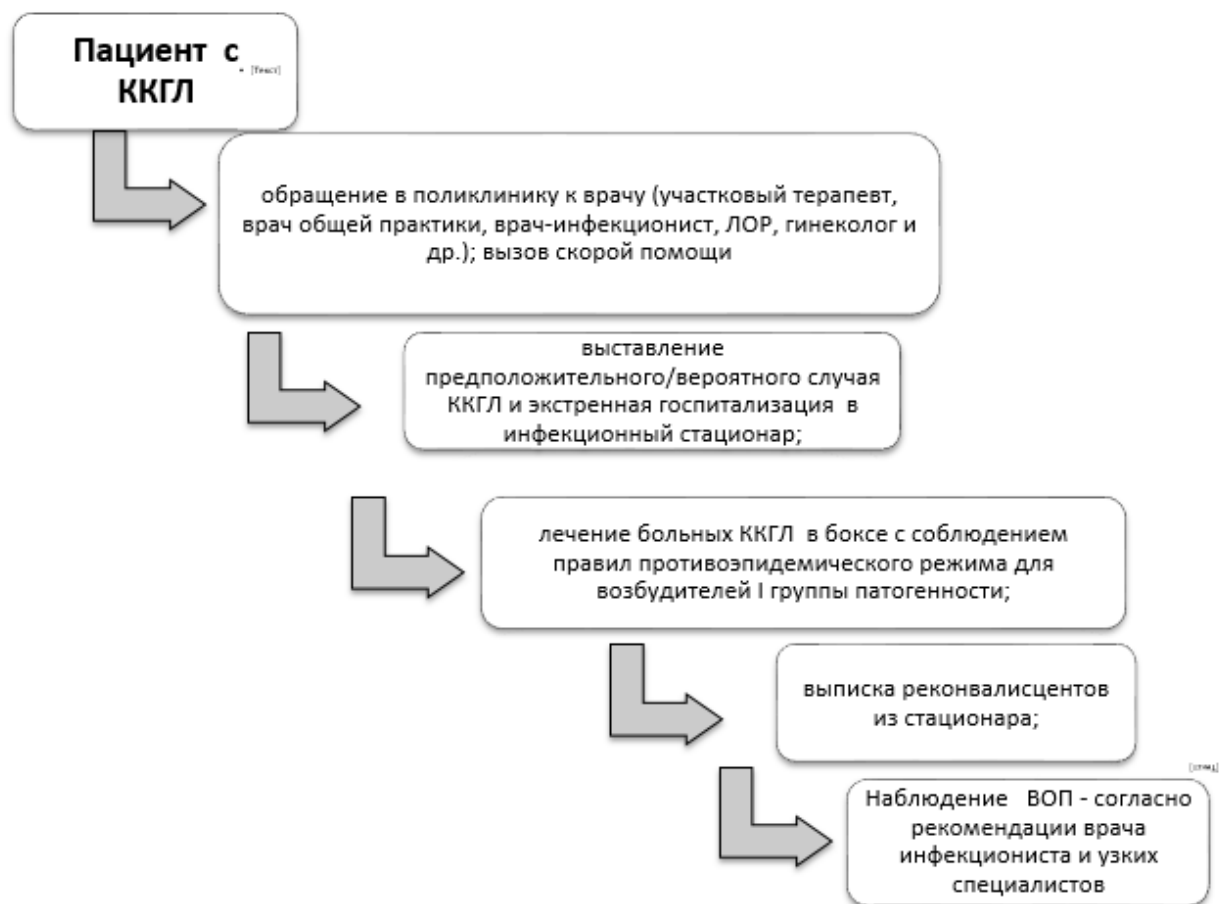 Пациент с
ККГЛ
• [Текст]
обращение в поликлинику к врачу (участковый терапевт,
врач общей практики, врач-инфекционист, ЛОР, гинеколог и
др.); вызов скорой помощи
выставление
предположительного/вероятного случая
ККГЛ и экстренная госпитализация в
инфекционный стационар;
лечение больных ККГЛ в боксе с соблюдением
правил противоэпидемического режима для
возбудителей I группы патогенности;
выписка реконвалисцентов
из стационара;
Наблюдение ВОП - согласно
рекомендации врача
инфекциониста и узких
специалистов